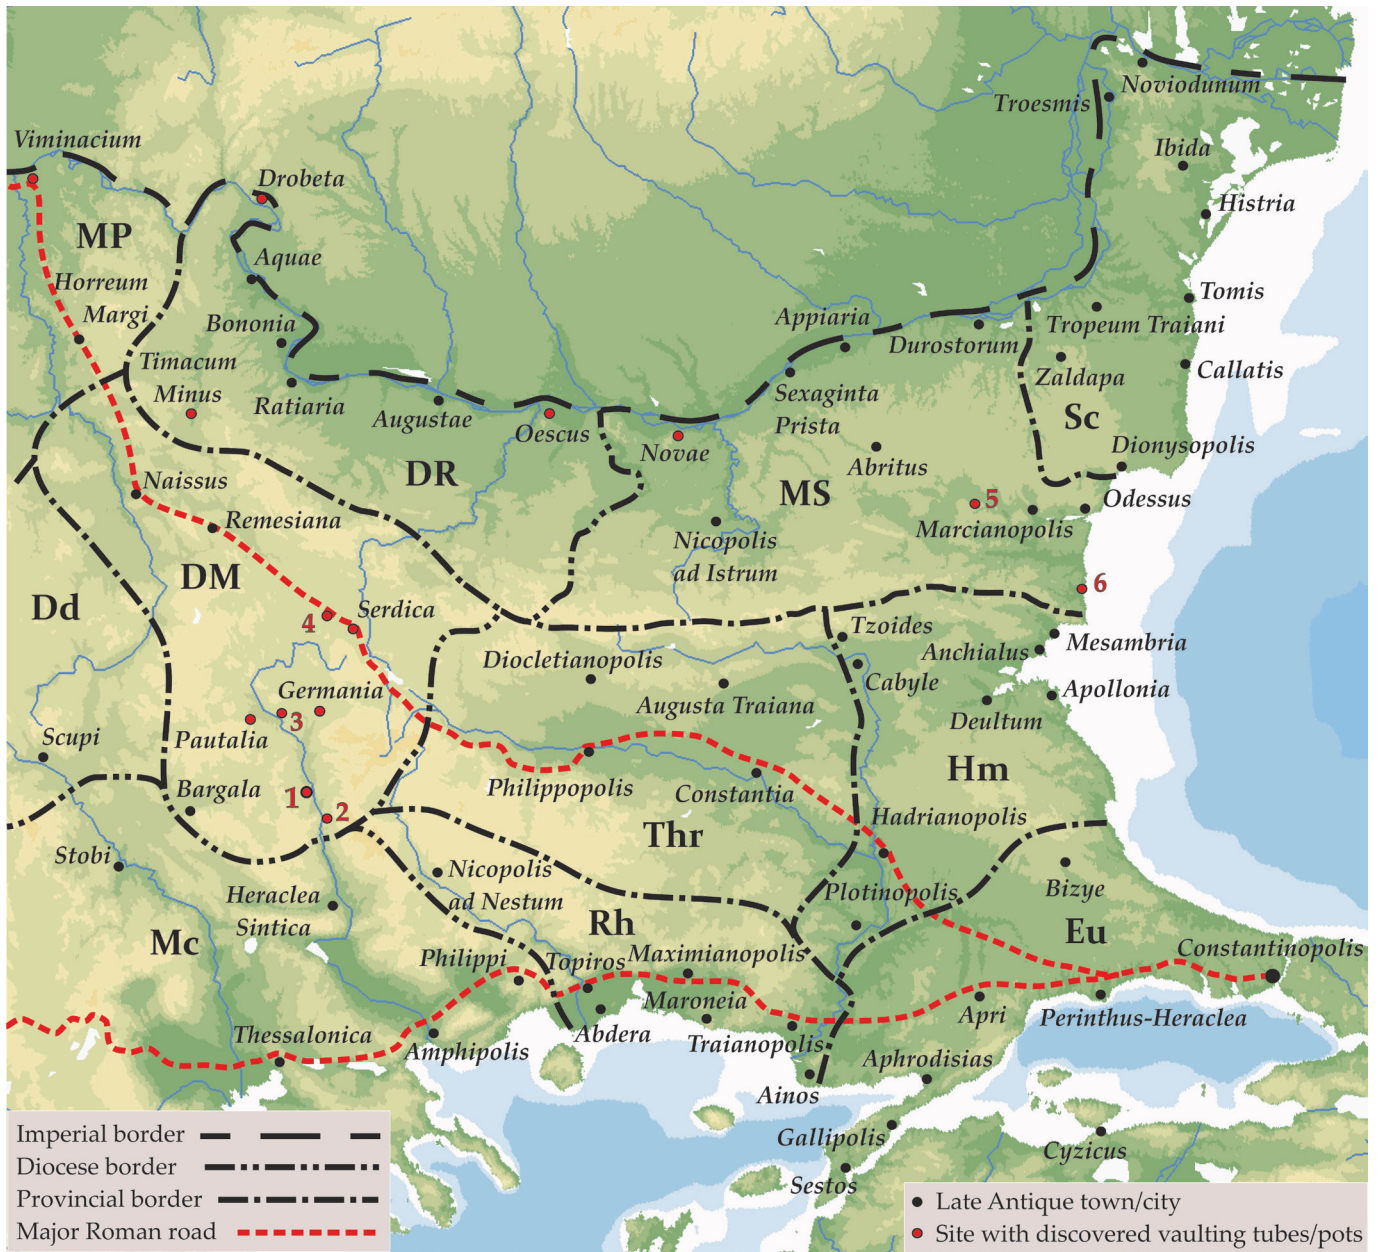 Noviodunum
Troesmis
Viminacium
Ibida
Drobeta
Histria
MP
Aquae
Horreum
Margi
Tomis
Bononia
Appiaria
Tropeum Traiani
Durostorum
Timacum
Minus
Zaldapa
Callatis
Ratiaria
Sexaginta
Prista
Augustae
Oescus
Sc
Novae
Dionysopolis
Abritus
DR
Naissus
MS
5
Odessus
Marcianopolis
Remesiana
Nicopolis
ad Istrum
DM
6
Dd
4
Serdica
Tzoides
Mesambria
Anchialus
Diocletianopolis
Cabyle
Germania
Apollonia
Augusta Traiana
3
Deultum
Pautalia
Scupi
Hm
Philippopolis
Constantia
Bargala
1
2
Hadrianopolis
Thr
Stobi
Nicopolis
ad Nestum
Bizye
Heraclea
Sintica
Plotinopolis
Rh
Eu
Mc
Constantinopolis
Philippi
Topiros
Maximianopolis
Maroneia
Apri
Perinthus-Heraclea
Thessalonica
Abdera
Amphipolis
Traianopolis
Aphrodisias
Ainos
Gallipolis
Cyzicus
Sestos
Imperial border
Diocese border
Provincial border
Major Roman road
Late Antique town/city
Site with discovered vaulting tubes/pots